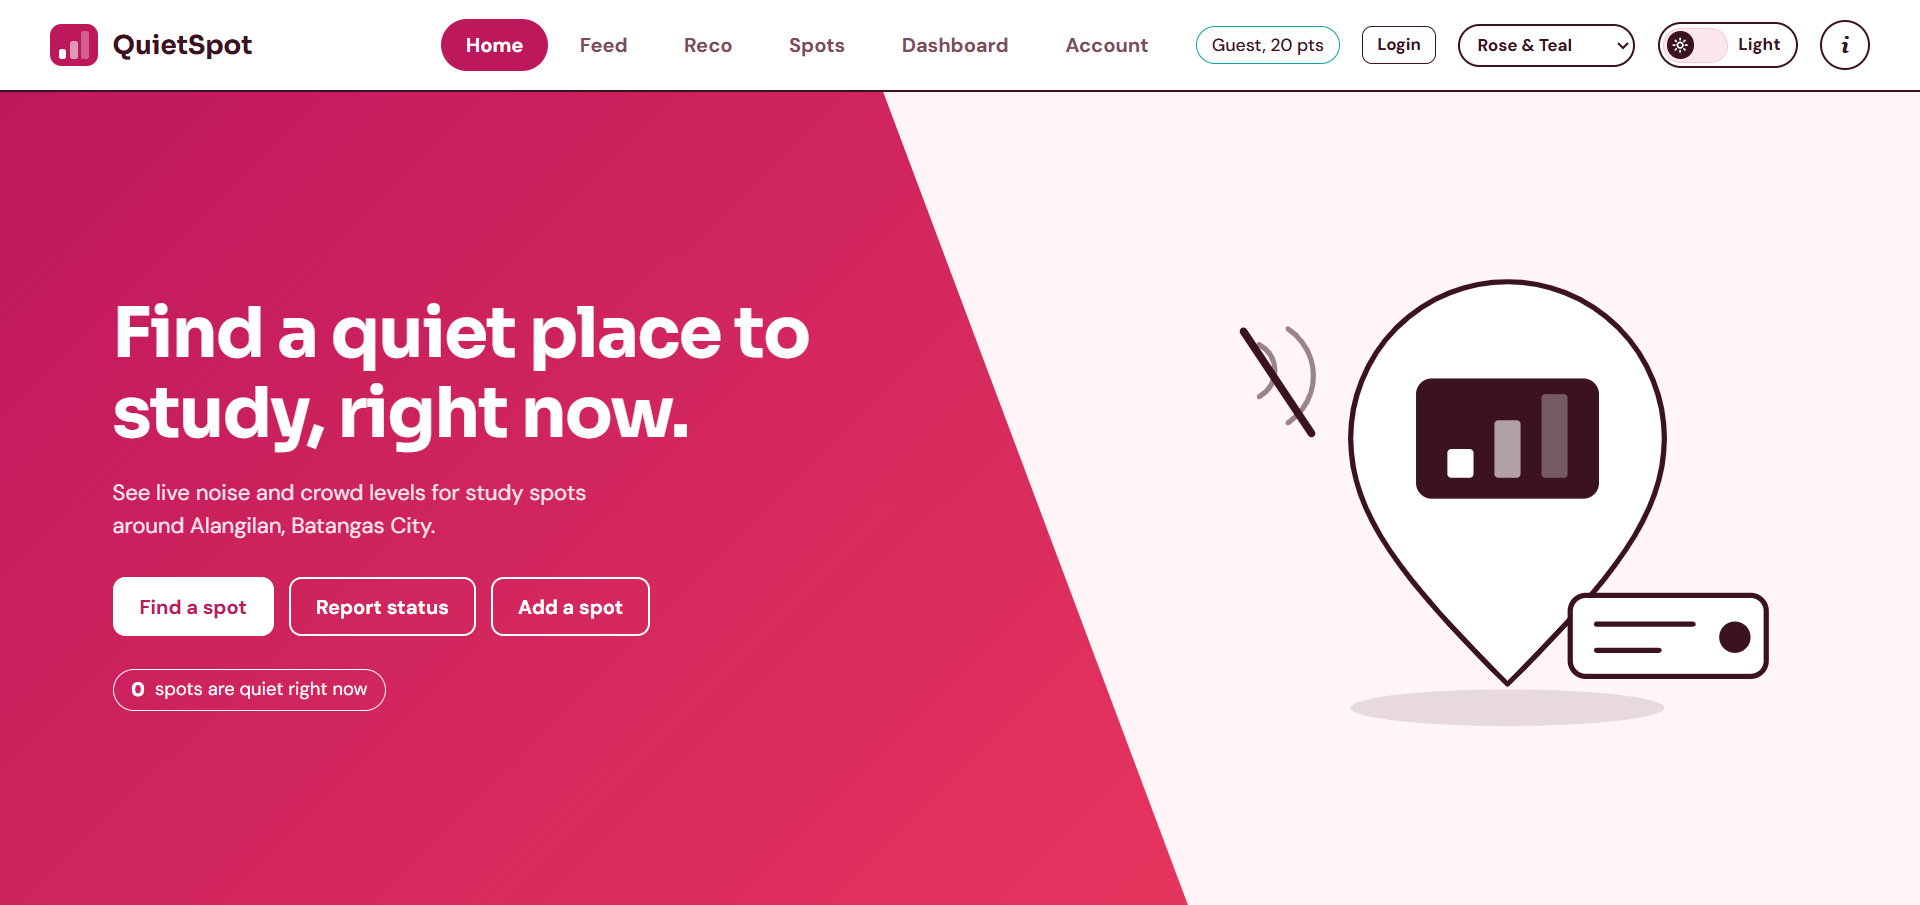 QuietSpot
Home
Feed
Reco
Spots
Dashboard
Account
Guest, 20 pts
Login
Rose & Teal
Light
i
Find a quiet place to
study, right now.
See live noise and crowd levels for study spots
around Alangilan, Batangas City.
Find a spot
Report status
Add a spot
0 spots are quiet right now